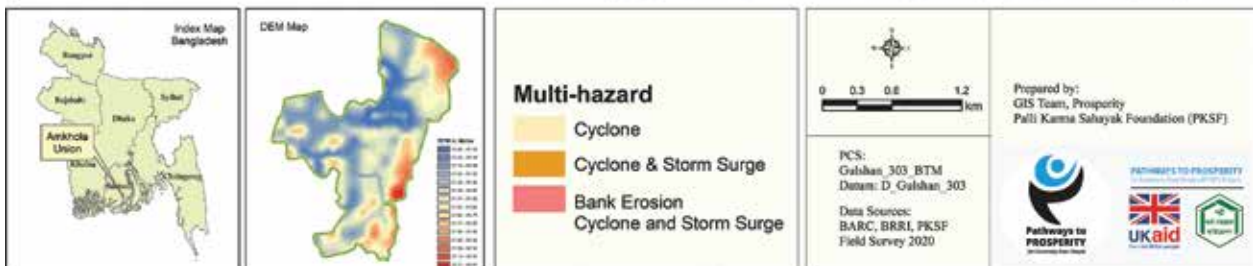 Index Map
Bangladesh
Rangpur
Rajshahi
Sylhet
Dhaka
Amkhola
Union
Khulna
DEM Map
Multi-hazard
Cyclone
Cyclone & Storm Surge
Bank Erosion
Cyclone and Storm Surge
0 0.3 0.6 1.2
km
PCS:
Gulshan_303_BTM
Datum: D_Gulshan_303
Data Sources:
BARC, BRRI, PKSF
Field Survey 2020
Prepared by:
GIS Team, Prosperity
Palli Karma Sahayak Foundation (PKSF)
Pathways to
PROSPERITY
PATHWAYS TO PROSPERITY
UKaid